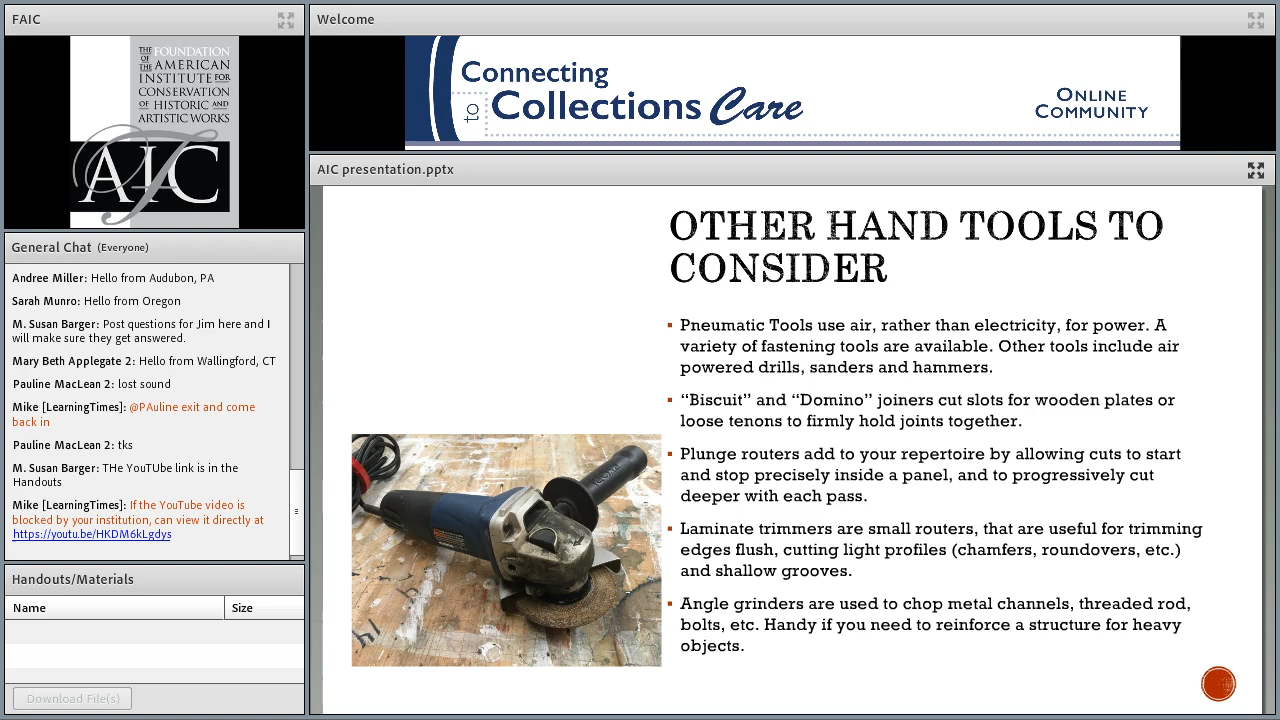 FAIC
THE FOUNDATION
OF THE AMERICAN
INSTITUTE FOR
CONSERVATION
OF HISTORIC AND
ARTISTIC WORKS
AIC
General Chat (Everyone)
Andree Miller: Hello from Audubon, PA
Sarah Munro: Hello from Oregon
M. Susan Barger: Post questions for Jim here and I
will make sure they get answered.
Mary Beth Applegate 2: Hello from Wallingford, CT
Pauline MacLean 2: lost sound
Mike [LearningTimes]: @PAuline exit and come
back in
Pauline MacLean 2: tks
M. Susan Barger: THe YouTUbe link is in the
Handouts
Mike [LearningTimes]: If the YouTube video is
blocked by your institution, can view it directly at
https://youtu.be/HKDM6kLgdys
Handouts/Materials
Name Size
Download File(s)
Welcome
Connecting
to Collections Care
ONLINE
COMMUNITY
AIC presentation.pptx
OTHER HAND TOOLS TO
CONSIDER
▪ Pneumatic Tools use air, rather than electricity, for power. A
variety of fastening tools are available. Other tools include air
powered drills, sanders and hammers.
▪ “Biscuit” and “Domino” joiners cut slots for wooden plates or
loose tenons to firmly hold joints together.
▪ Plunge routers add to your repertoire by allowing cuts to start
and stop precisely inside a panel, and to progressively cut
deeper with each pass.
▪ Laminate trimmers are small routers, that are useful for trimming
edges flush, cutting light profiles (chamfers, roundovers, etc.)
and shallow grooves.
▪ Angle grinders are used to chop metal channels, threaded rod,
bolts, etc. Handy if you need to reinforce a structure for heavy
objects.